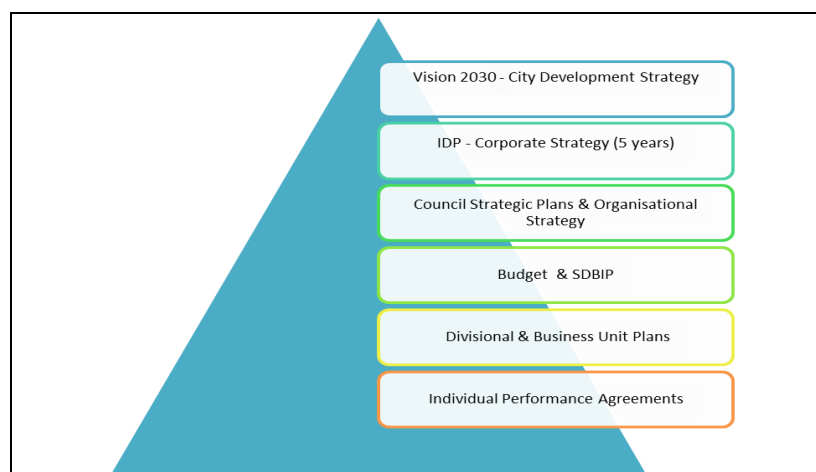 Vision 2030 - City Development Strategy
IDP - Corporate Strategy (5 years)
Council Strategic Plans & Organisational
Strategy
Budget & SDBIP
Divisional & Business Unit Plans
Individual Performance Agreements